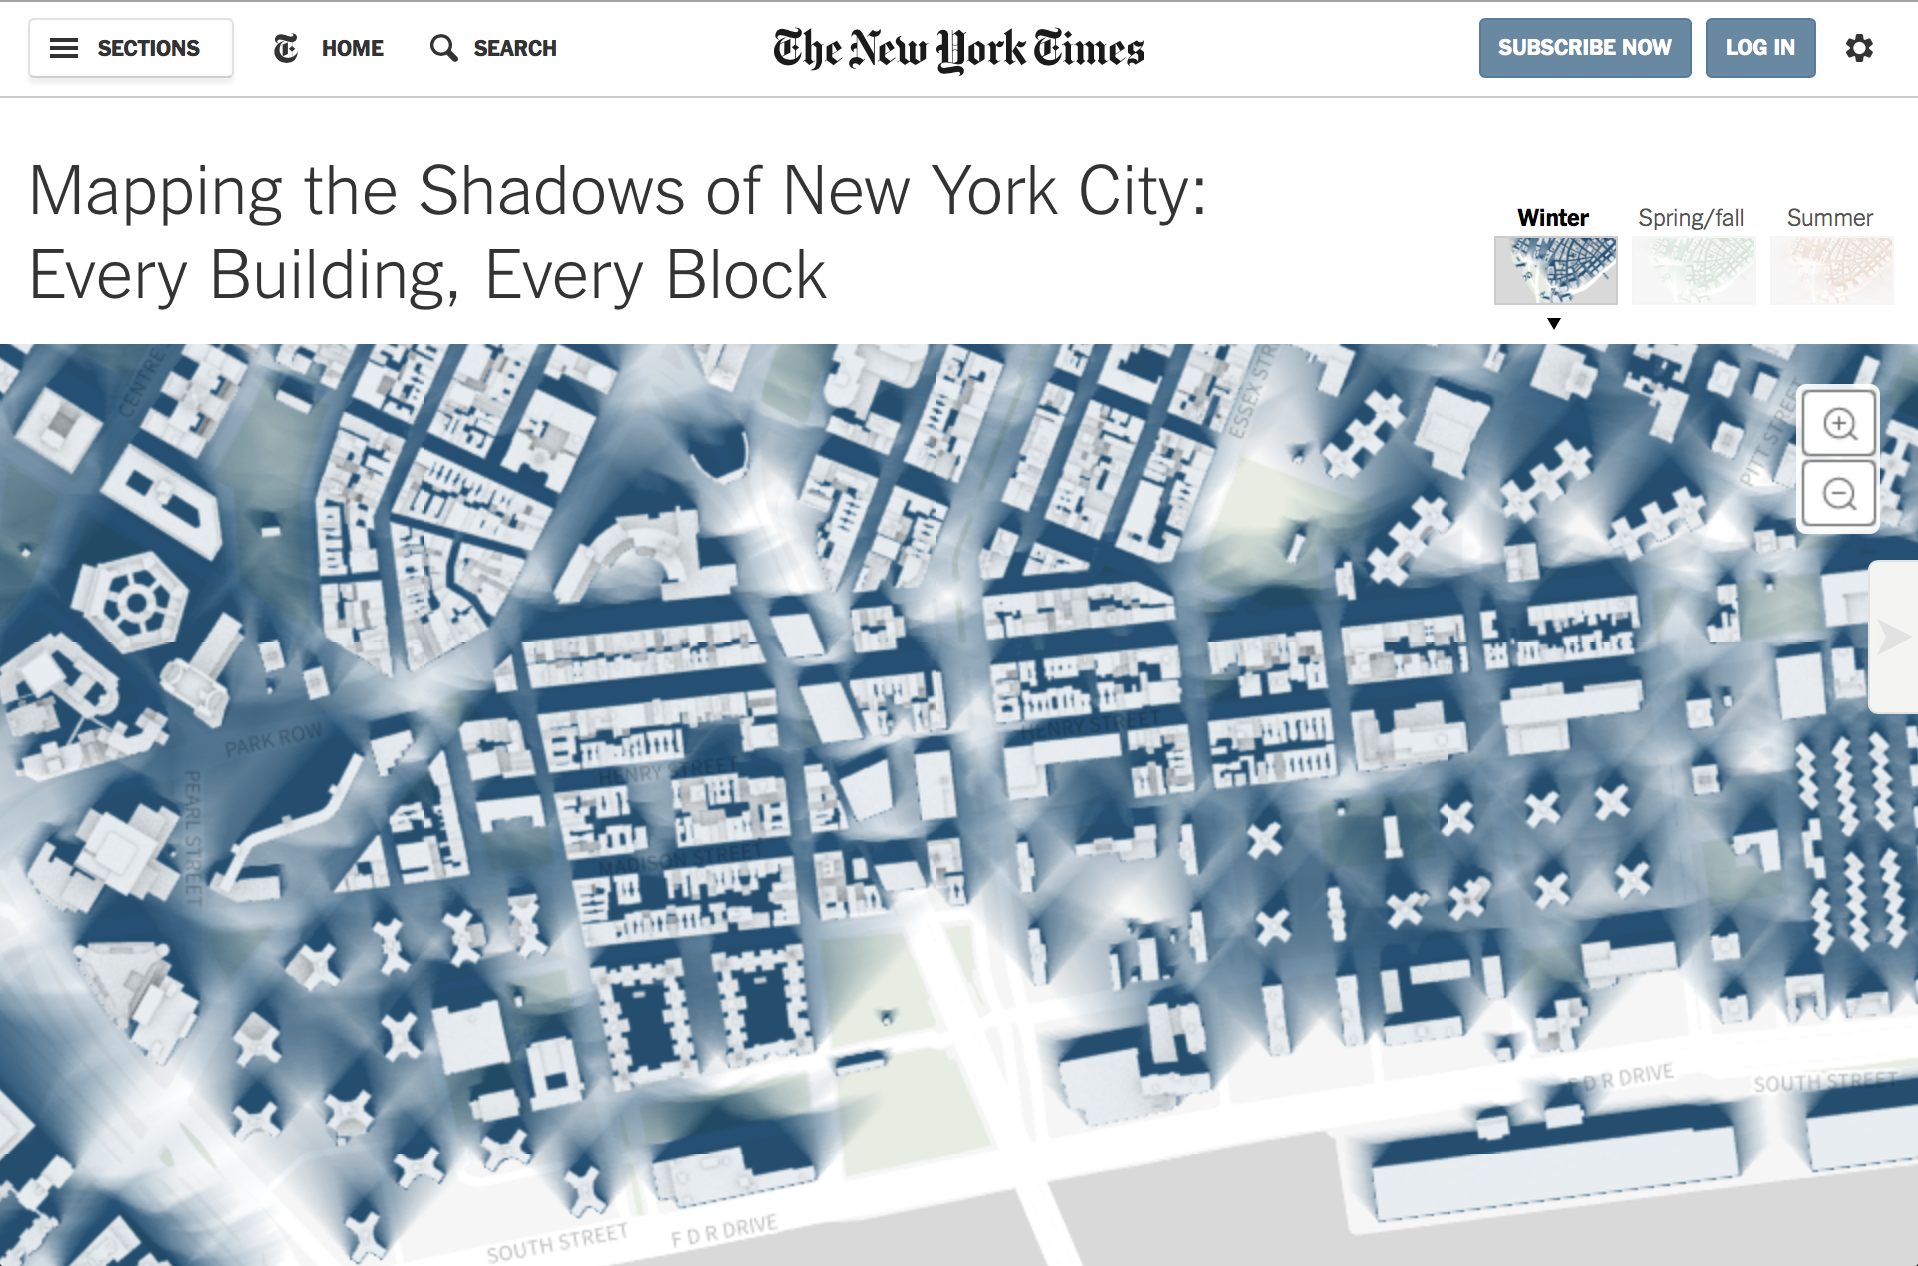 SECTIONS
HOME
SEARCH
The New York Times
SUBSCRIBE NOW
LOG IN
Mapping the Shadows of New York City:
Every Building, Every Block
Winter
Spring/fall
Summer
CENTRE
ESSEX STR
PITT STREET
PARK ROW
PEARL STREET
HENRY STREET
HENRY STREET
MADISON STREET
F D R DRIVE
SOUTH STREET
SOUTH STREET
F D R DRIVE